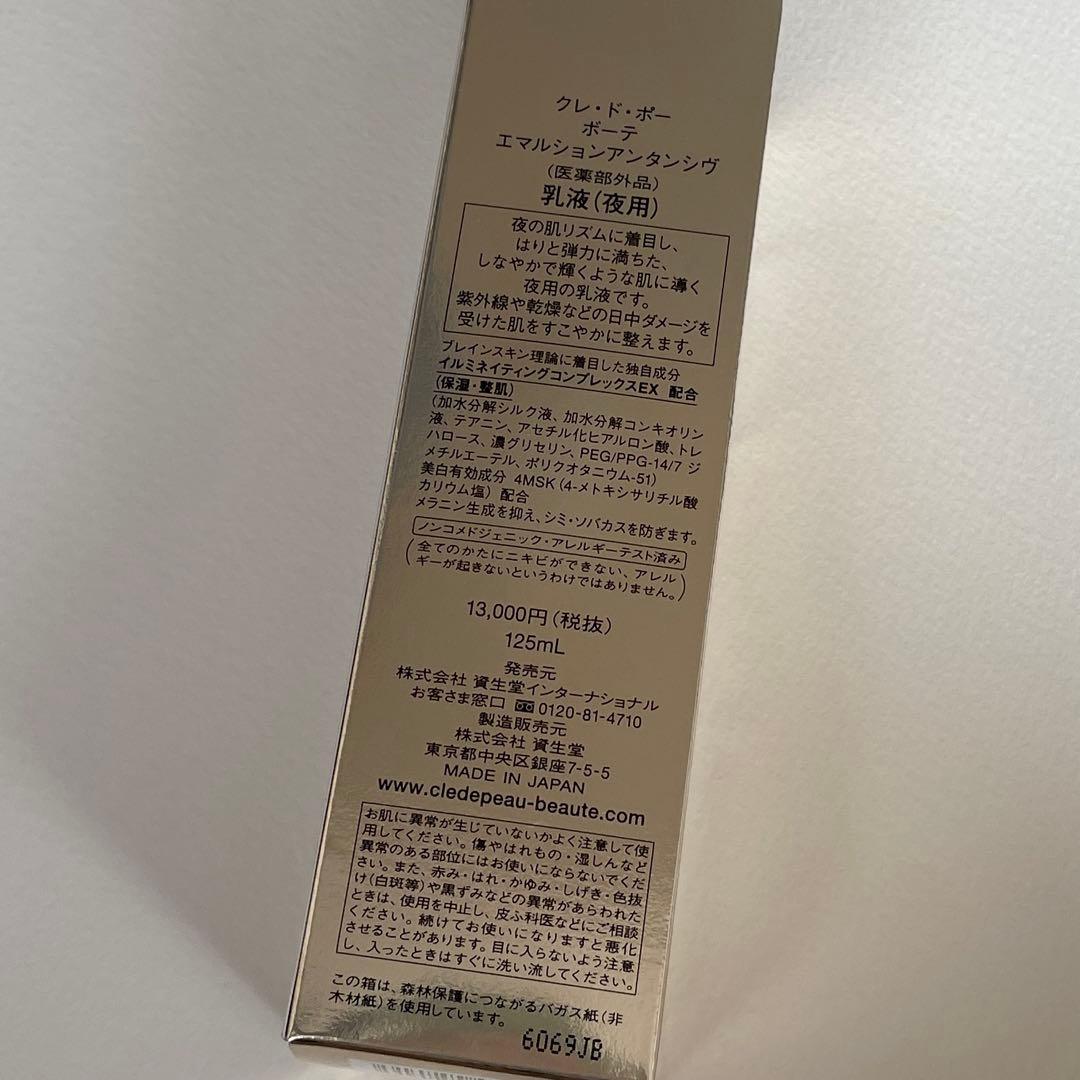 クレ・ド・ポー
ボーテ
エマルションアンタンシヴ
(医薬部外品)
乳液(夜用)
夜の肌リズムに着目し、
はりと弾力に満ちた、
しなやかで輝くような肌に導く
夜用の乳液です。
紫外線や乾燥などの日中ダメージを
受けた肌をすこやかに整えます。
ブレインスキン理論に着目した独自成分
イルミネイティングコンプレックスEX 配合
(保湿・整肌)
(加水分解シルク液、加水分解コンキオリン
液、テアニン、アセチル化ヒアルロン酸、トレ
ハロース、濃グリセリン、PEG/PPG-14/7 ジ
メチルエーテル、ポリクオタニウム-51)
美白有効成分 4MSK(4-メトキシサリチル酸
カリウム塩) 配合
メラニン生成を抑え、シミ・ソバカスを防ぎます。
ノンコメドジェニック・アレルギーテスト済み
(全てのかたにニキビができない、アレル
ギーが起きないというわけではありません。)
13,000円(税抜)
125mL
発売元
株式会社 資生堂インターナショナル
お客さま窓口 0120-81-4710
製造販売元
株式会社 資生堂
東京都中央区銀座7-5-5
MADE IN JAPAN
www.cledepeau-beaute.com
お肌に異常が生じていないかよく注意して使
用してください。傷やはれもの・湿しんなど
異常のある部位にはお使いにならないでくだ
さい。また、赤み・はれ・かゆみ・しげき・色抜
け(白斑等)や黒ずみなどの異常があらわれた
ときは、使用を中止し、皮ふ科医などにご相談
ください。続けてお使いになりますと悪化
させることがあります。目に入らないよう注意
し、入ったときはすぐに洗い流してください。
この箱は、森林保護につながるバガス紙(非
木材紙)を使用しています。
6069JB